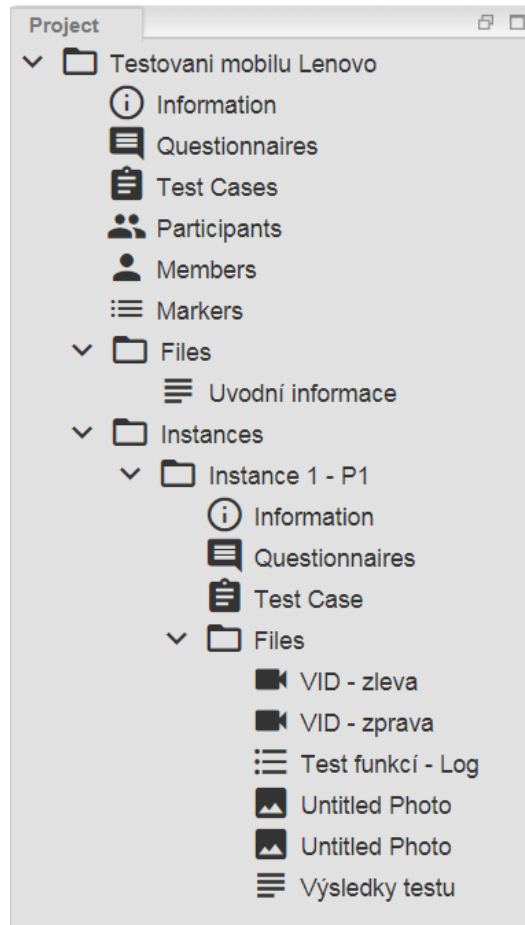 Project
Testovani mobilu Lenovo
Information
Questionnaires
Test Cases
Participants
Members
Markers
Files
Uvodní informace
Instances
Instance 1 - P1
Information
Questionnaires
Test Case
Files
VID - zleva
VID - zprava
Test funkcí - Log
Untitled Photo
Untitled Photo
Výsledky testu